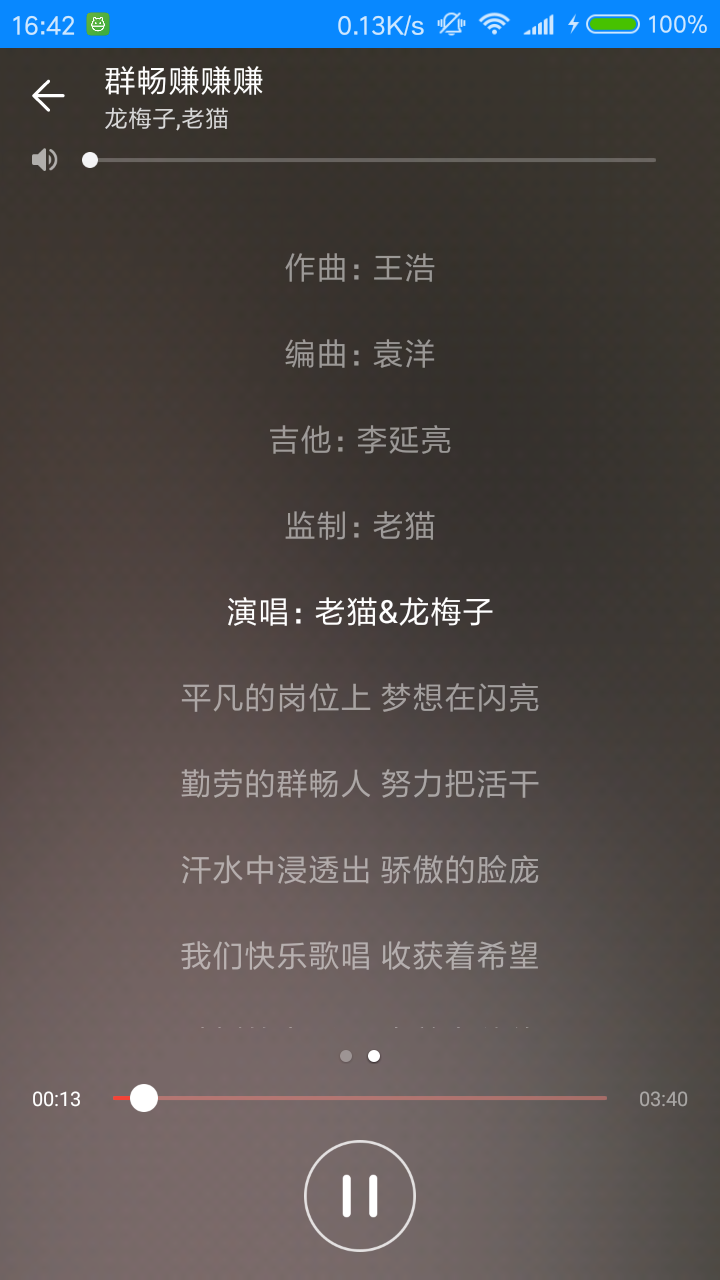 16:42 0.13K/s 100%
群畅赚赚赚
龙梅子,老猫
作曲: 王浩
编曲: 袁洋
吉他: 李延亮
监制: 老猫
演唱: 老猫&龙梅子
平凡的岗位上 梦想在闪亮
勤劳的群畅人 努力把活干
汗水中浸透出 骄傲的脸庞
我们快乐歌唱 收获着希望
00:13 03:40